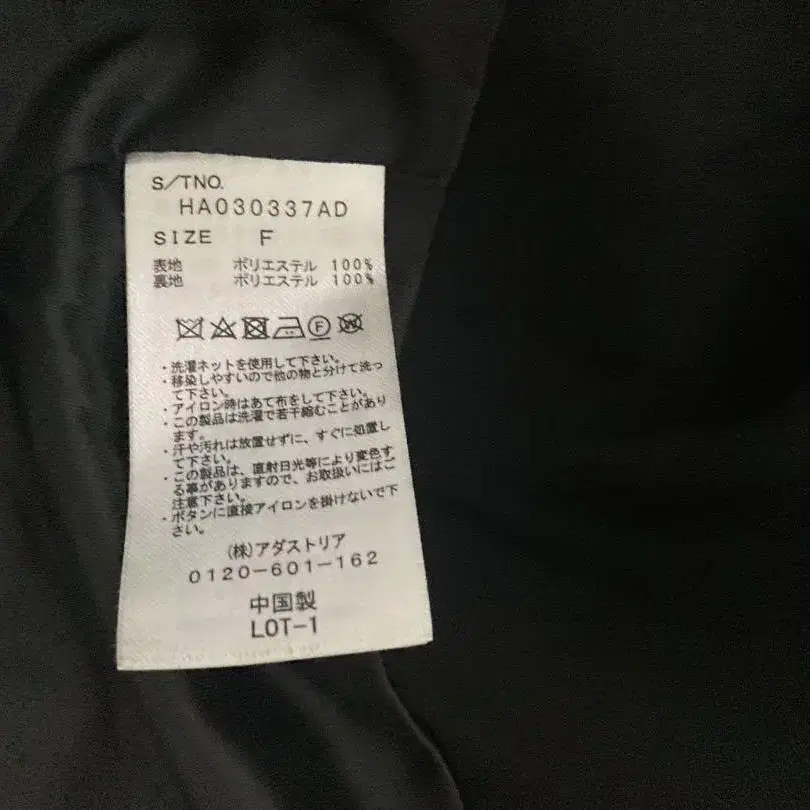 S/TNO.
HA030337AD
SIZE F
表地 ポリエステル 100%
裏地 ポリエステル 100%
F W
・洗濯ネットを使用して下さい。
・移染しやすいので他の物と分けて洗っ
て下さい。
・アイロン時はあて布をして下さい。
・この製品は洗濯で若干縮むことがあり
ます。
・汗や汚れは放置せずに、すぐに処置し
て下さい。
・この製品は、直射日光等により変色す
る事がありますので、お取扱いにはご
注意下さい。
・ボタンに直接アイロンを掛けないで下
さい。
(株)アダストリア
0120-601-162
中国製
LOT-1